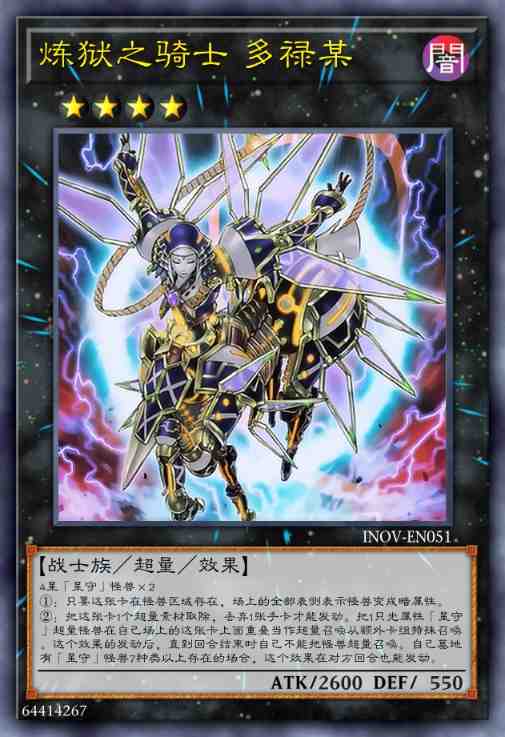 炼狱之骑士 多禄某
闇
INOV-EN051
【战士族／超量／效果】
4星「星守」怪兽×2
①：只要这张卡在怪兽区域存在，场上的全部表侧表示怪兽变成暗属性。
②：把这张卡1个超量素材取除，丢弃1张手卡才能发动。把1只光属性「星守」
超量怪兽在自己场上的这张卡上面重叠当作超量召唤从额外卡组特殊召唤
。这个效果的发动后，直到回合结束时自己不能把怪兽超量召唤。自己墓地
有「星守」怪兽7种类以上存在的场合，这个效果在对方回合也能发动。
ATK/2600 DEF/ 550
64414267